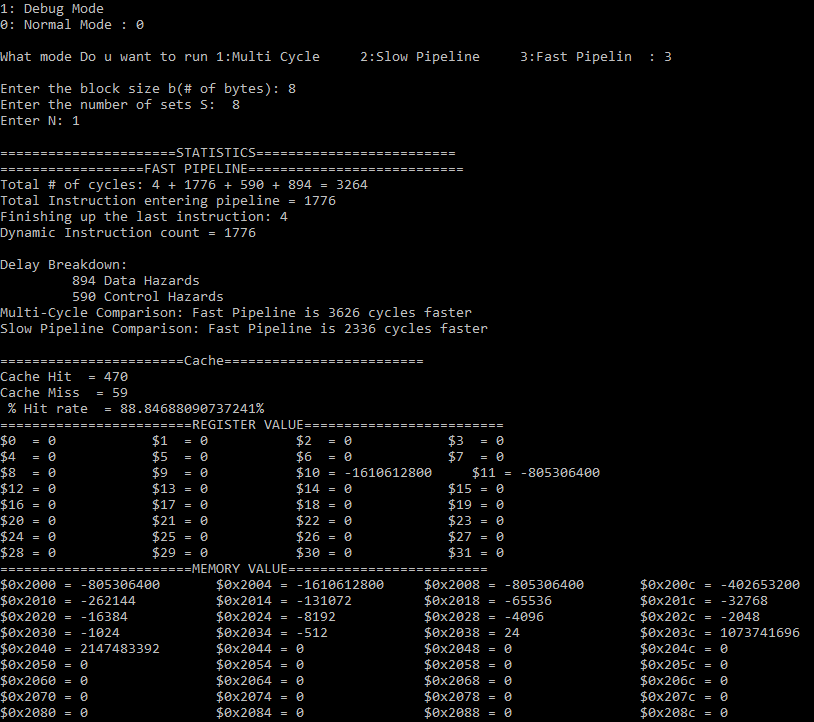 1: Debug Mode
0: Normal Mode : 0
What mode Do u want to run 1:Multi Cycle     2:Slow Pipeline     3:Fast Pipelin  : 3
Enter the block size b(# of bytes): 8
Enter the number of sets S:  8
Enter N: 1
======================STATISTICS=========================
==================FAST PIPELINE===========================
Total # of cycles: 4 + 1776 + 590 + 894 = 3264
Total Instruction entering pipeline = 1776
Finishing up the last instruction: 4
Dynamic Instruction count = 1776
Delay Breakdown:
         894 Data Hazards
         590 Control Hazards
Multi-Cycle Comparison: Fast Pipeline is 3626 cycles faster
Slow Pipeline Comparison: Fast Pipeline is 2336 cycles faster
=======================Cache=========================
Cache Hit  = 470
Cache Miss  = 59
 % Hit rate  = 88.84688090737241%
========================REGISTER VALUE=========================
$0  = 0            $1  = 0           $2  = 0            $3  = 0
$4  = 0            $5  = 0           $6  = 0            $7  = 0
$8  = 0            $9  = 0           $10 = -1610612800     $11 = -805306400
$12 = 0            $13 = 0           $14 = 0            $15 = 0
$16 = 0            $17 = 0           $18 = 0            $19 = 0
$20 = 0            $21 = 0           $22 = 0            $23 = 0
$24 = 0            $25 = 0           $26 = 0            $27 = 0
$28 = 0            $29 = 0           $30 = 0            $31 = 0
========================MEMORY VALUE=========================
$0x2000 = -805306400       $0x2004 = -1610612800     $0x2008 = -805306400       $0x200c = -402653200
$0x2010 = -262144          $0x2014 = -131072         $0x2018 = -65536           $0x201c = -32768
$0x2020 = -16384           $0x2024 = -8192           $0x2028 = -4096            $0x202c = -2048
$0x2030 = -1024            $0x2034 = -512            $0x2038 = 24               $0x203c = 1073741696
$0x2040 = 2147483392       $0x2044 = 0               $0x2048 = 0                $0x204c = 0
$0x2050 = 0                $0x2054 = 0               $0x2058 = 0                $0x205c = 0
$0x2060 = 0                $0x2064 = 0               $0x2068 = 0                $0x206c = 0
$0x2070 = 0                $0x2074 = 0               $0x2078 = 0                $0x207c = 0
$0x2080 = 0                $0x2084 = 0               $0x2088 = 0                $0x208c = 0